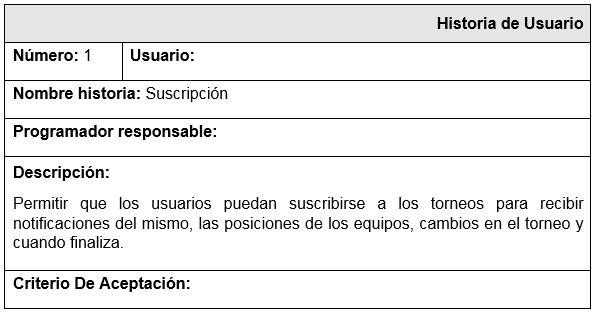 Historia de Usuario
Número: 1
Usuario:
Nombre historia: Suscripción
Programador responsable:
Descripción:
Permitir que los usuarios puedan suscribirse a los torneos para recibir
notificaciones del mismo, las posiciones de los equipos, cambios en el torneo y
cuando finaliza.
Criterio De Aceptación: